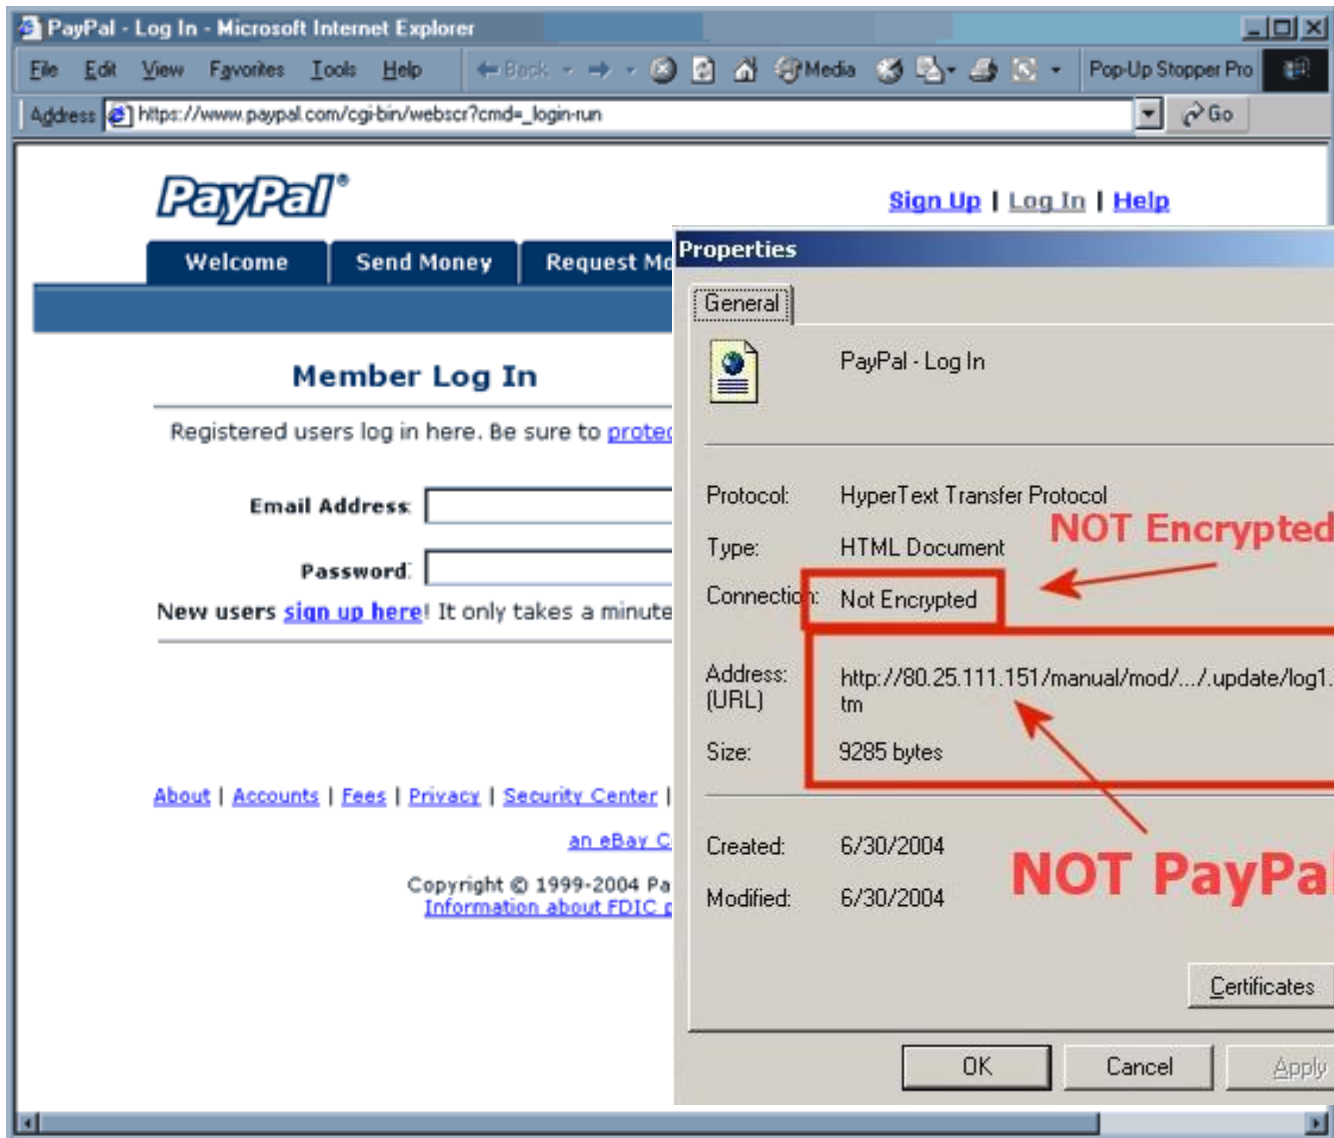 PayPal - Log In - Microsoft Internet Explorer
File Edit View Favorites Tools Help Back Media Pop-Up Stopper Pro
Address https://www.paypal.com/cgi-bin/webscr?cmd=_login-run Go
PayPal®
Sign Up | Log In | Help
Welcome Send Money Request Mo
Member Log In
Registered users log in here. Be sure to protec
Email Address:
Password:
New users sign up here! It only takes a minute
About | Accounts | Fees | Privacy | Security Center |
an eBay C
Copyright © 1999-2004 Pa
Information about FDIC p
Properties
General
PayPal - Log In
Protocol: HyperText Transfer Protocol
NOT Encrypted
Type: HTML Document
Connection: Not Encrypted
Address: http://80.25.111.151/manual/mod/.../.update/log1.
(URL) tm
Size: 9285 bytes
Created: 6/30/2004
NOT PayPal
Modified: 6/30/2004
Certificates
OK Cancel Apply